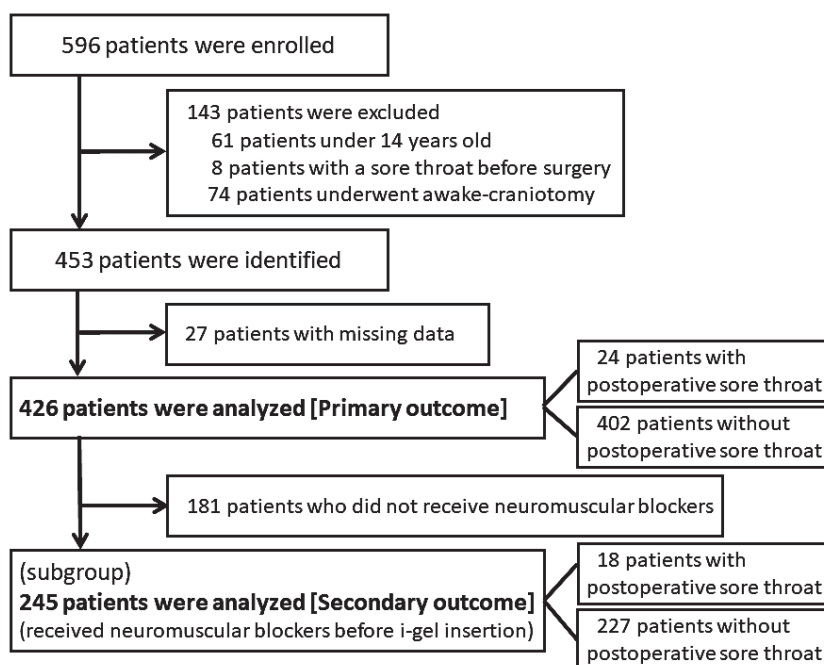 596 patients were enrolled
143 patients were excluded
61 patients under 14 years old
8 patients with a sore throat before surgery
74 patients underwent awake-craniotomy
453 patients were identified
27 patients with missing data
426 patients were analyzed [Primary outcome]
24 patients with
postoperative sore throat
402 patients without
postoperative sore throat
181 patients who did not receive neuromuscular blockers
(subgroup)
245 patients were analyzed [Secondary outcome]
(received neuromuscular blockers before i-gel insertion)
18 patients with
postoperative sore throat
227 patients without
postoperative sore throat